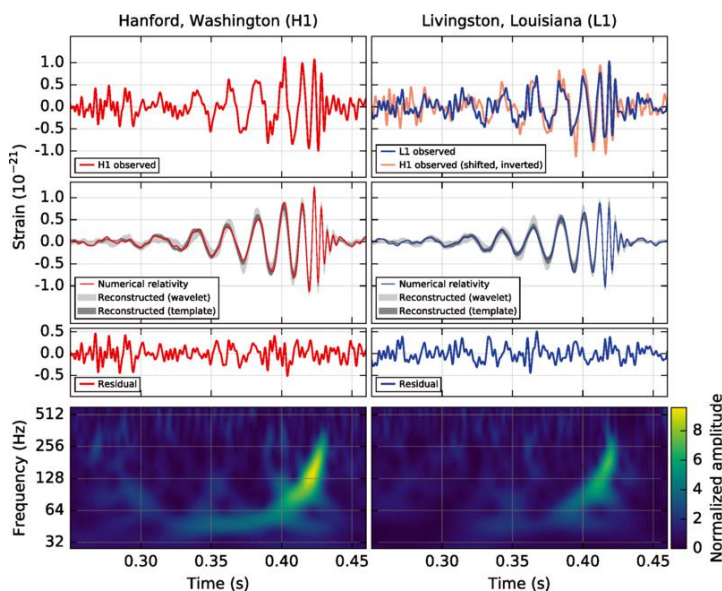 Hanford, Washington (H1)
Livingston, Louisiana (L1)
Strain (10⁻²¹)
1.0
0.5
0.0
-0.5
-1.0
H1 observed
L1 observed
H1 observed (shifted, inverted)
1.0
0.5
0.0
-0.5
-1.0
Numerical relativity
Reconstructed (wavelet)
Reconstructed (template)
Numerical relativity
Reconstructed (wavelet)
Reconstructed (template)
0.5
0.0
-0.5
Residual
Residual
Frequency (Hz)
512
256
128
64
32
8
6
4
2
0
Normalized amplitude
0.30 0.35 0.40 0.45
0.30 0.35 0.40 0.45
Time (s)
Time (s)